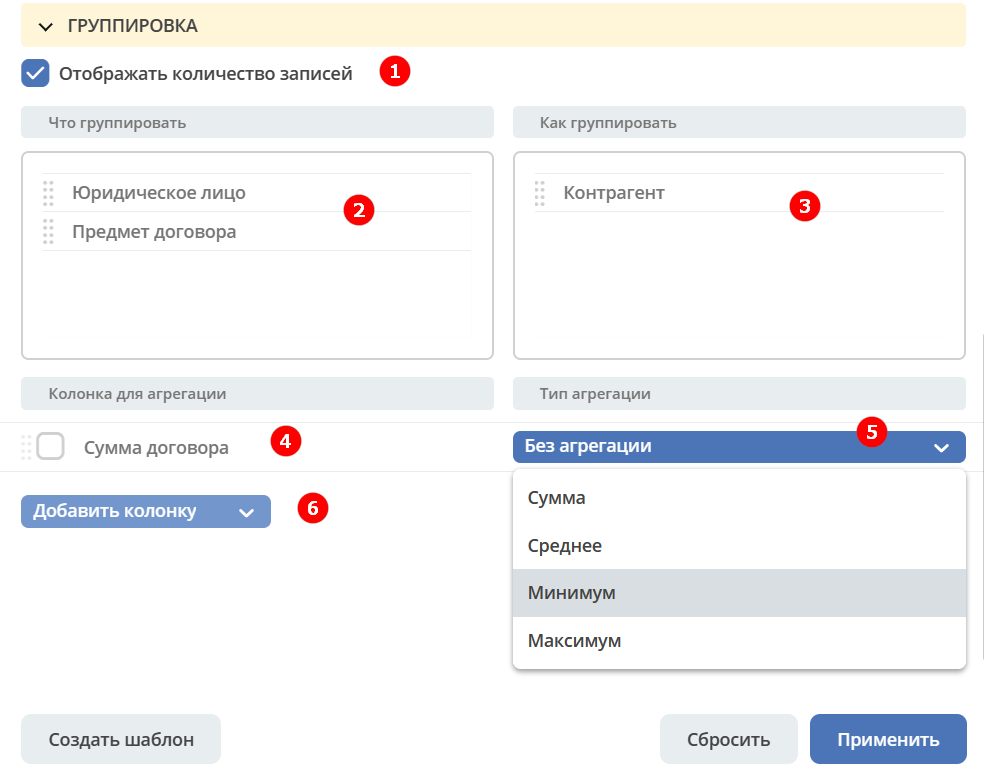 ГРУППИРОВКА
Отображать количество записей 1
Что группировать
Как группировать
Юридическое лицо
2
Предмет договора
Контрагент
3
Колонка для агрегации
Тип агрегации
Сумма договора 4
Без агрегации 5
Добавить колонку 6
Сумма
Среднее
Минимум
Максимум
Создать шаблон
Сбросить
Применить